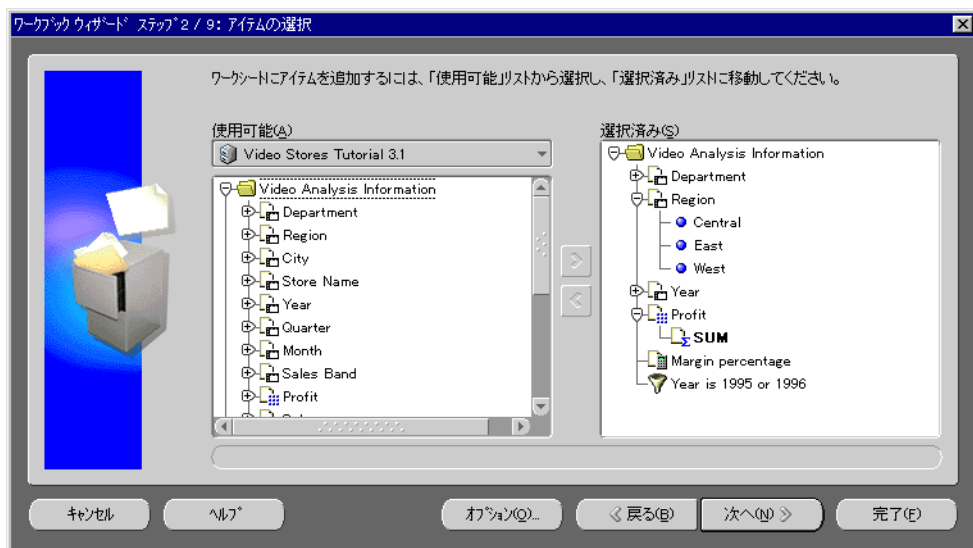 ワークブック ウィザード ステップ2 / 9: アイテムの選択
ワークシートにアイテムを追加するには、「使用可能」リストから選択し、「選択済み」リストに移動してください。
使用可能(A)
Video Stores Tutorial 3.1
Video Analysis Information
Department
Region
City
Store Name
Year
Quarter
Month
Sales Band
Profit
選択済み(S)
Video Analysis Information
Department
Region
Central
East
West
Year
Profit
SUM
Margin percentage
Year is 1995 or 1996
キャンセル
ヘルプ
オプション(O)...
戻る(B)
次へ(N)
完了(F)